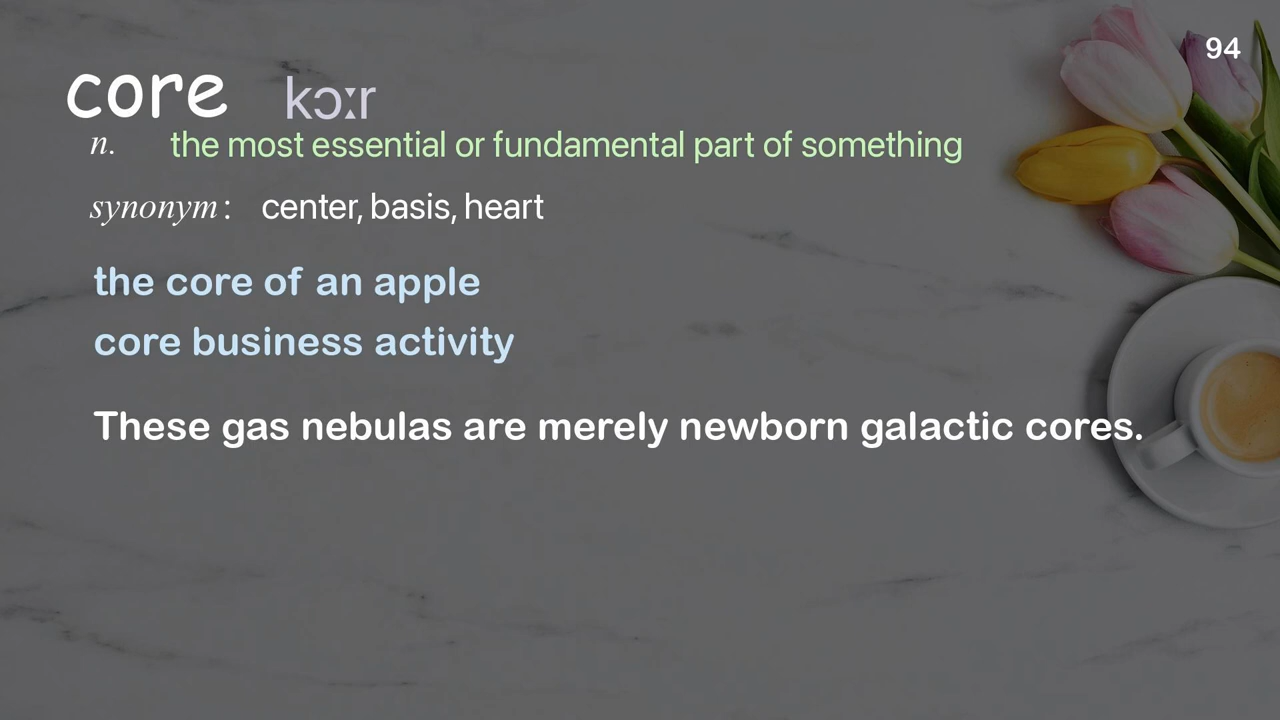 94
core kɔːr
n. the most essential or fundamental part of something
synonym: center, basis, heart
the core of an apple
core business activity
These gas nebulas are merely newborn galactic cores.